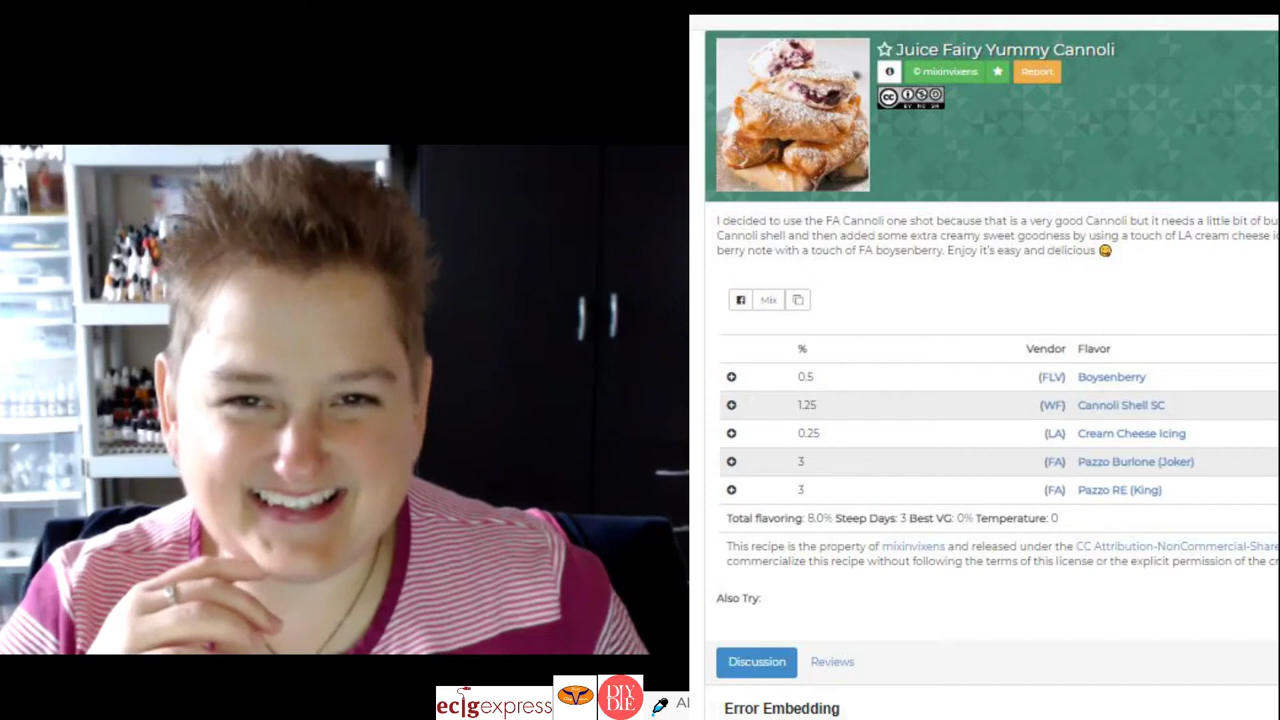 Juice Fairy Yummy Cannoli
© mixinvixens
Report
CC
BY NC SA
I decided to use the FA Cannoli one shot because that is a very good Cannoli but it needs a little bit of
Cannoli shell and then added some extra creamy sweet goodness by using a touch of LA cream cheese
berry note with a touch of FA boysenberry. Enjoy it's easy and delicious 😋
Mix
% Vendor Flavor
0.5 (FLV) Boysenberry
1.25 (WF) Cannoli Shell SC
0.25 (LA) Cream Cheese Icing
3 (FA) Pazzo Burlone (Joker)
3 (FA) Pazzo RE (King)
Total flavoring: 8.0% Steep Days: 3 Best VG: 0% Temperature: 0
This recipe is the property of mixinvixens and released under the CC Attribution-NonCommercial-Share
commercialize this recipe without following the terms of this license or the explicit permission of the
Also Try:
Discussion Reviews
Error Embedding
ecigexpress
DIY
DIE